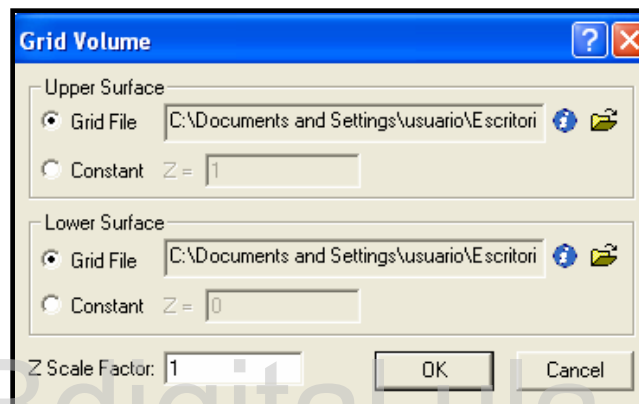 Grid Volume
Upper Surface
Grid File C:\Documents and Settings\usuario\Escritori
Constant Z = 1
Lower Surface
Grid File C:\Documents and Settings\usuario\Escritori
Constant Z = 0
Z Scale Factor: 1 OK Cancel